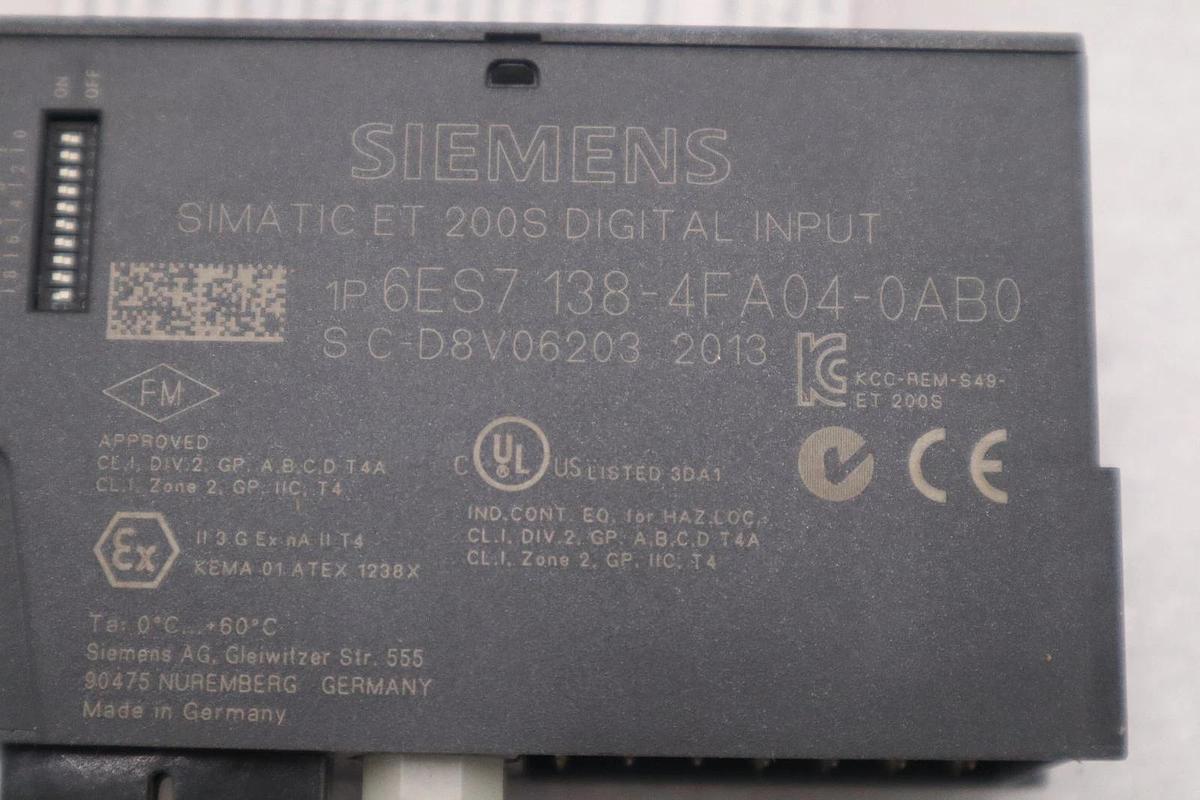 ON
OFF
SIEMENS
SIMATIC ET 200S DIGITAL INPUT
1P 6ES7 138-4FA04-0AB0
S C-D8V06203 2013
KCC-REM-S49-
ET 200S
FM
APPROVED
CL.I, DIV.2, GP. A,B,C,D T4A
CL.I, Zone 2, GP. IIC, T4
C UL US LISTED 3DA1
IND.CONT. EQ. for HAZ.LOC.
CL.I, DIV.2, GP. A,B,C,D T4A
CL.I, Zone 2, GP. IIC, T4
CE
Ex
II 3 G Ex nA II T4
KEMA 01 ATEX 1238X
Ta: 0°C...+60°C
Siemens AG, Gleiwitzer Str. 555
90475 NUREMBERG GERMANY
Made in Germany